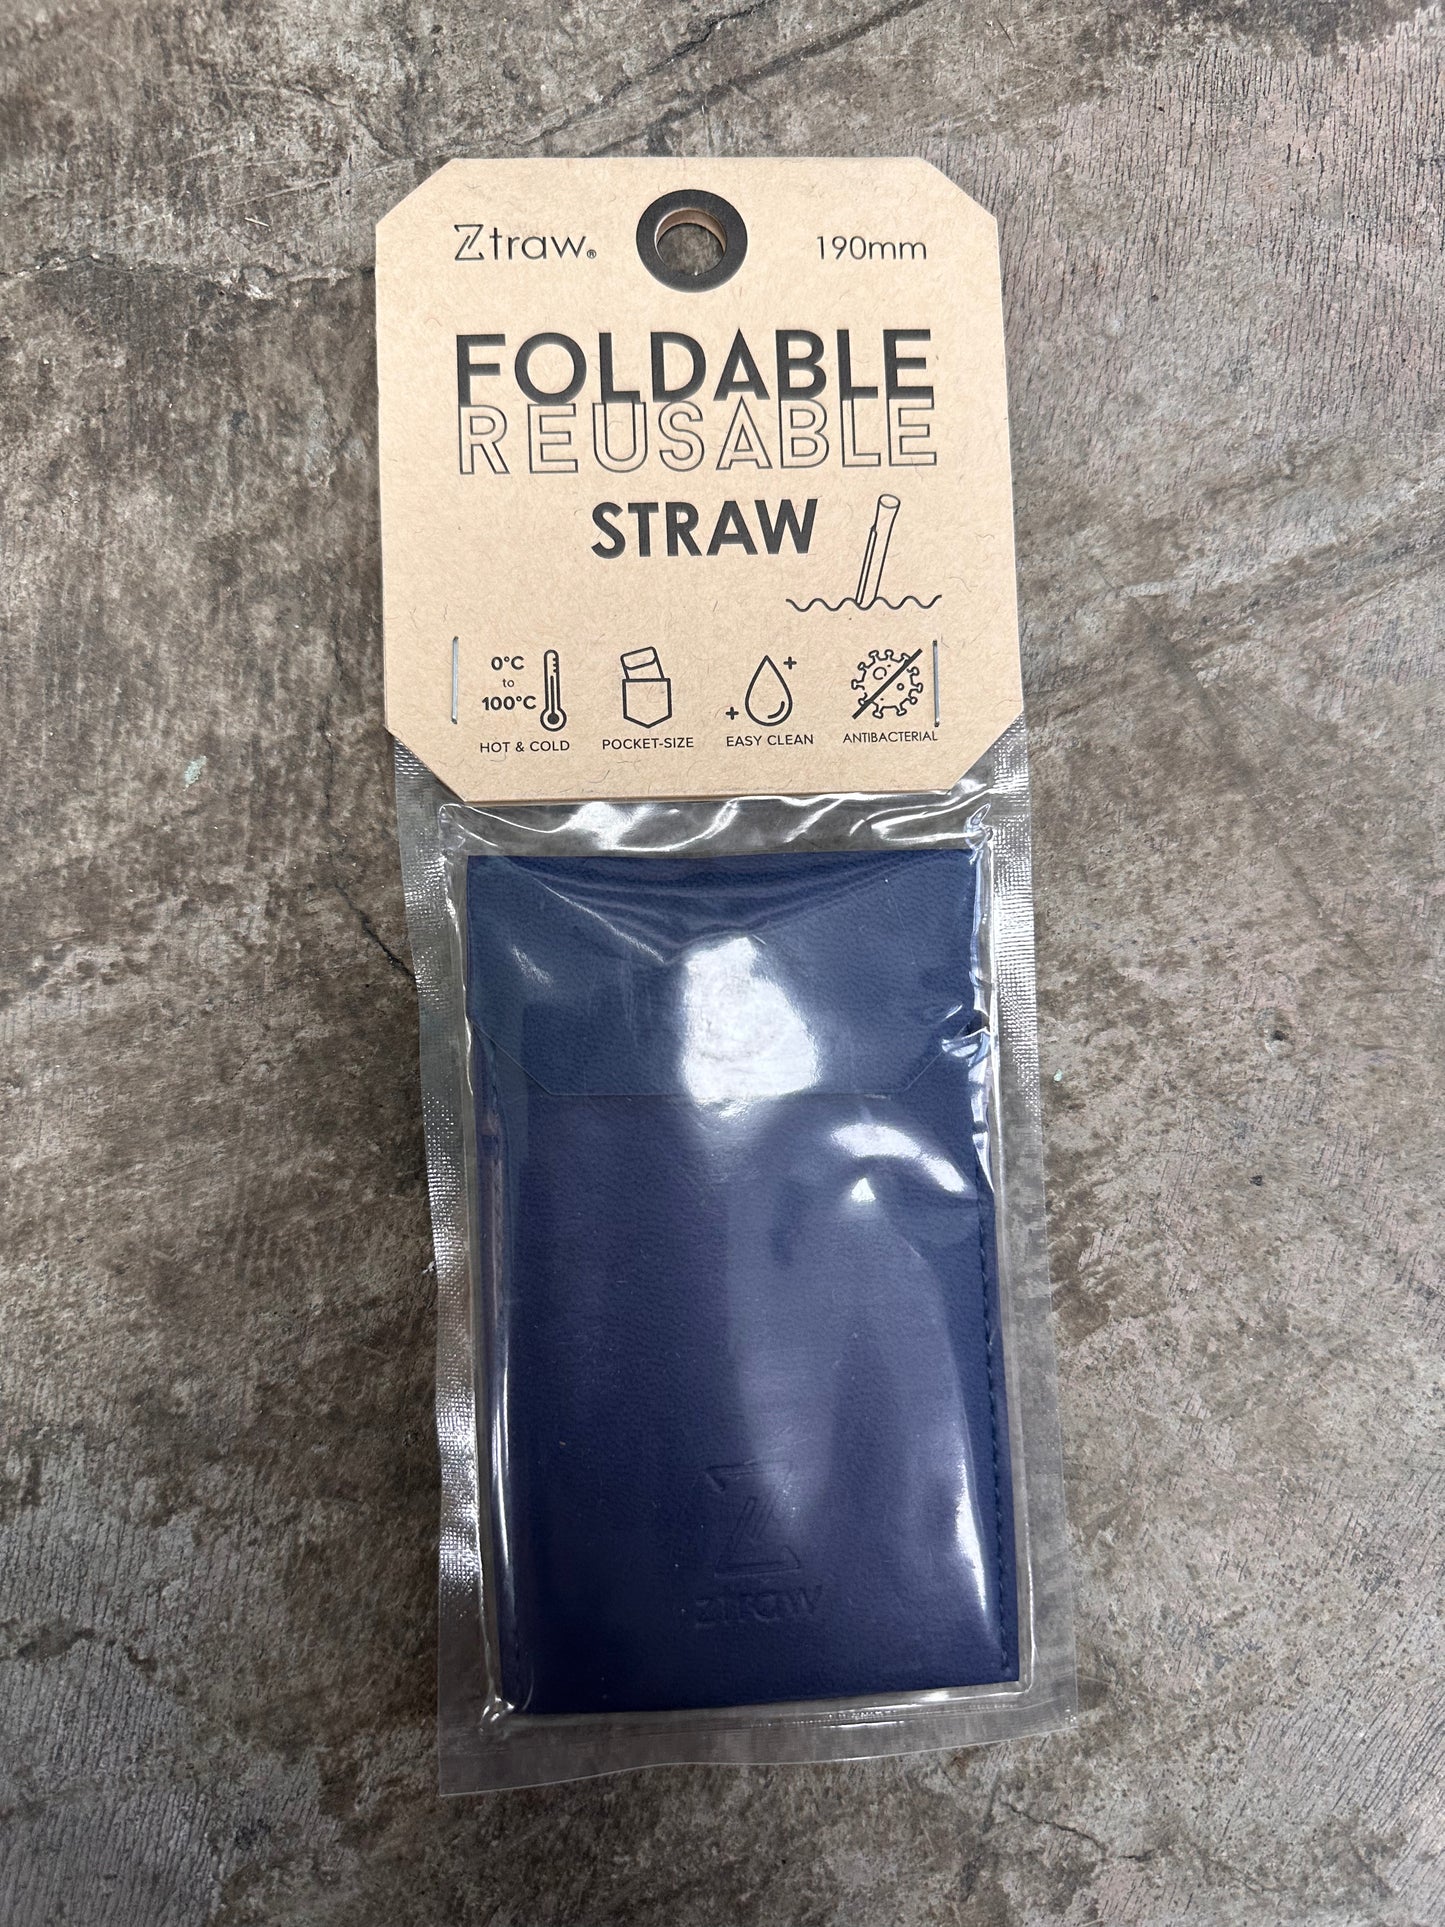 Ztraw®
190mm
FOLDABLE
REUSABLE
STRAW
0°C
to
100°C
HOT & COLD
POCKET-SIZE
EASY CLEAN
ANTIBACTERIAL
Z
ztraw